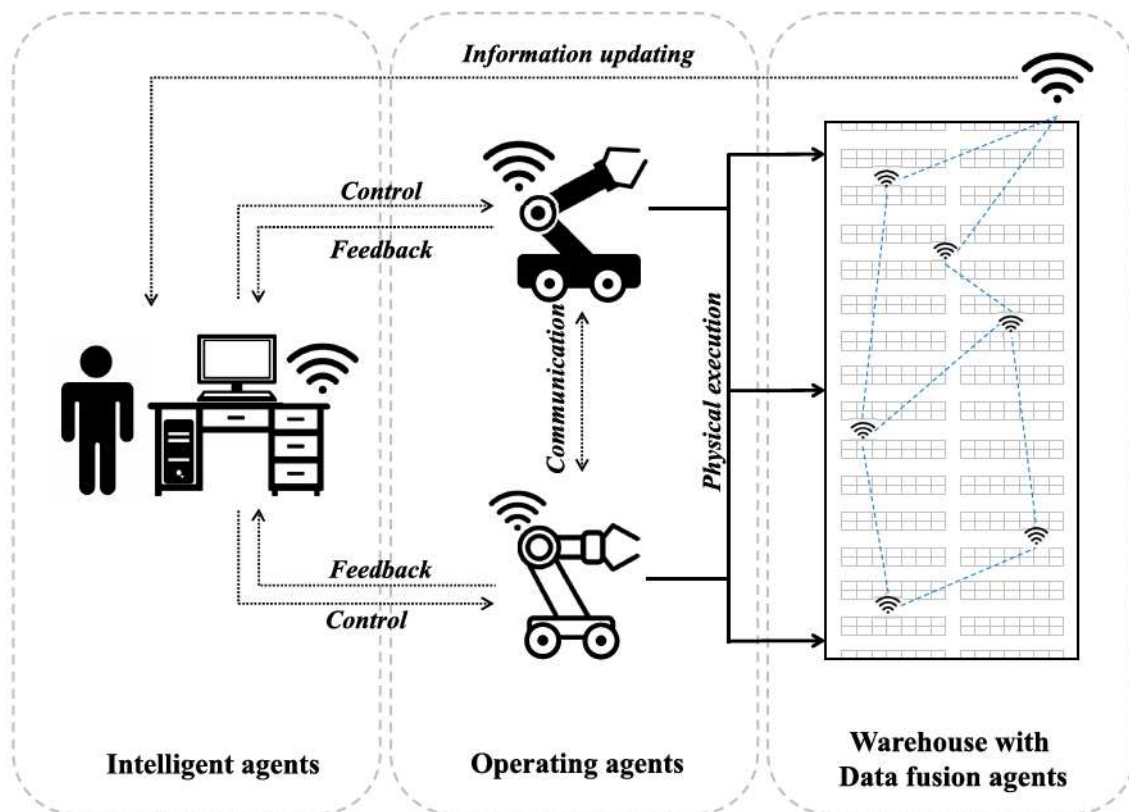 Information updating
Control
Feedback
Communication
Physical execution
Feedback
Control
Intelligent agents
Operating agents
Warehouse with
Data fusion agents